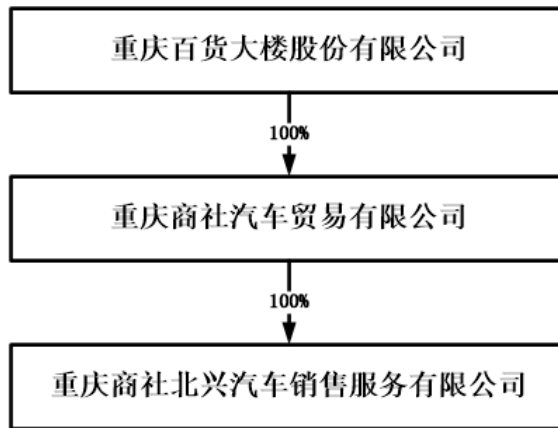 重庆百货大楼股份有限公司
100%
重庆商社汽车贸易有限公司
100%
重庆商社北兴汽车销售服务有限公司